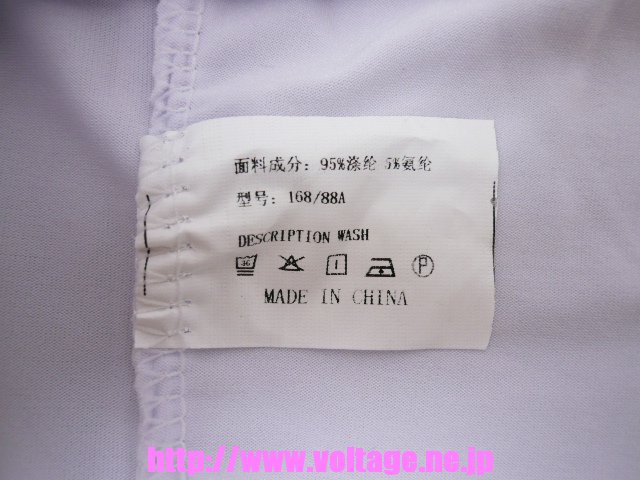 面料成分: 95%涤纶 5%氨纶
型号: 168/88A
DESCRIPTION WASH
MADE IN CHINA
http://www.voltage.ne.jp